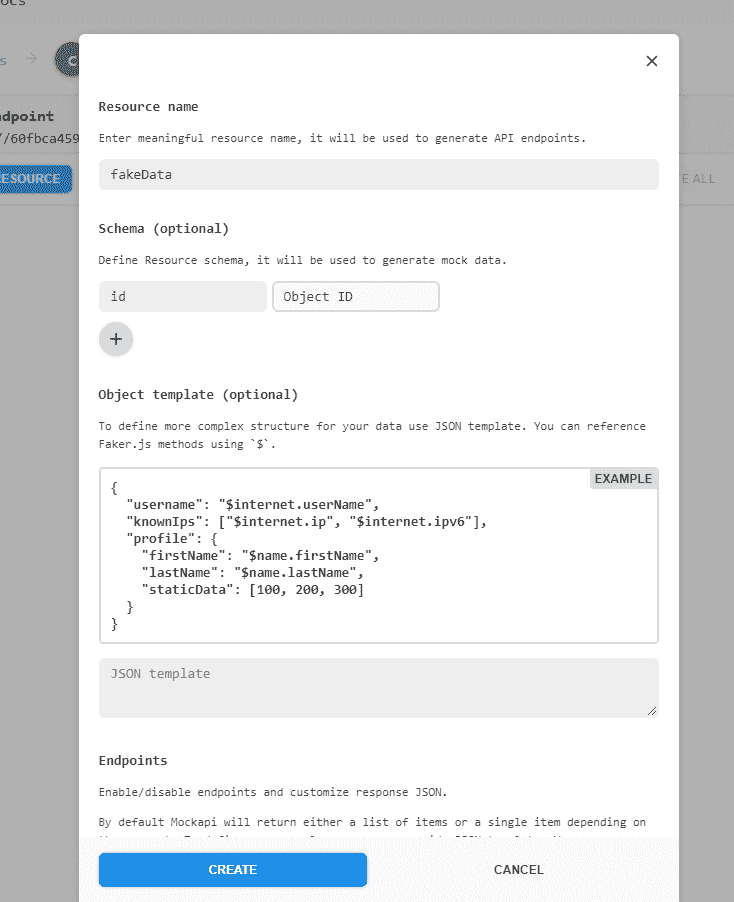 ocs
s
C
Resource name
ndpoint
Enter meaningful resource name, it will be used to generate API endpoints.
//60fbca459
fakeData
RESOURCE
TE ALL
Schema (optional)
Define Resource schema, it will be used to generate mock data.
id Object ID
+
Object template (optional)
To define more complex structure for your data use JSON template. You can reference
Faker.js methods using `$`.
EXAMPLE
{
"username": "$internet.userName",
"knownIps": ["$internet.ip", "$internet.ipv6"],
"profile": {
"firstName": "$name.firstName",
"lastName": "$name.lastName",
"staticData": [100, 200, 300]
}
}
JSON template
Endpoints
Enable/disable endpoints and customize response JSON.
By default Mockapi will return either a list of items or a single item depending on
CREATE CANCEL